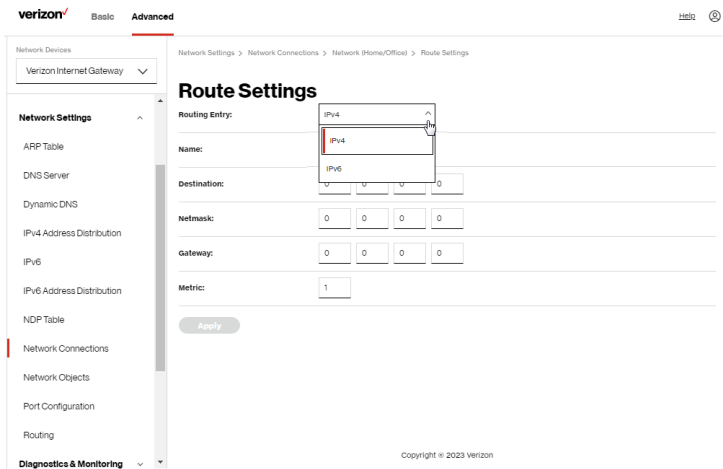 verizon✓
Basic
Advanced
Help
Network Devices
Verizon Internet Gateway
Network Settings
ARP Table
DNS Server
Dynamic DNS
IPv4 Address Distribution
IPv6
IPv6 Address Distribution
NDP Table
Network Connections
Network Objects
Port Configuration
Routing
Diagnostics & Monitoring
Network Settings > Network Connections > Network (Home/Office) > Route Settings
Route Settings
Routing Entry: IPv4
IPv4
IPv6
Name:
Destination: 0 0 0 0
Netmask: 0 0 0 0
Gateway: 0 0 0 0
Metric: 1
Apply
Copyright © 2023 Verizon